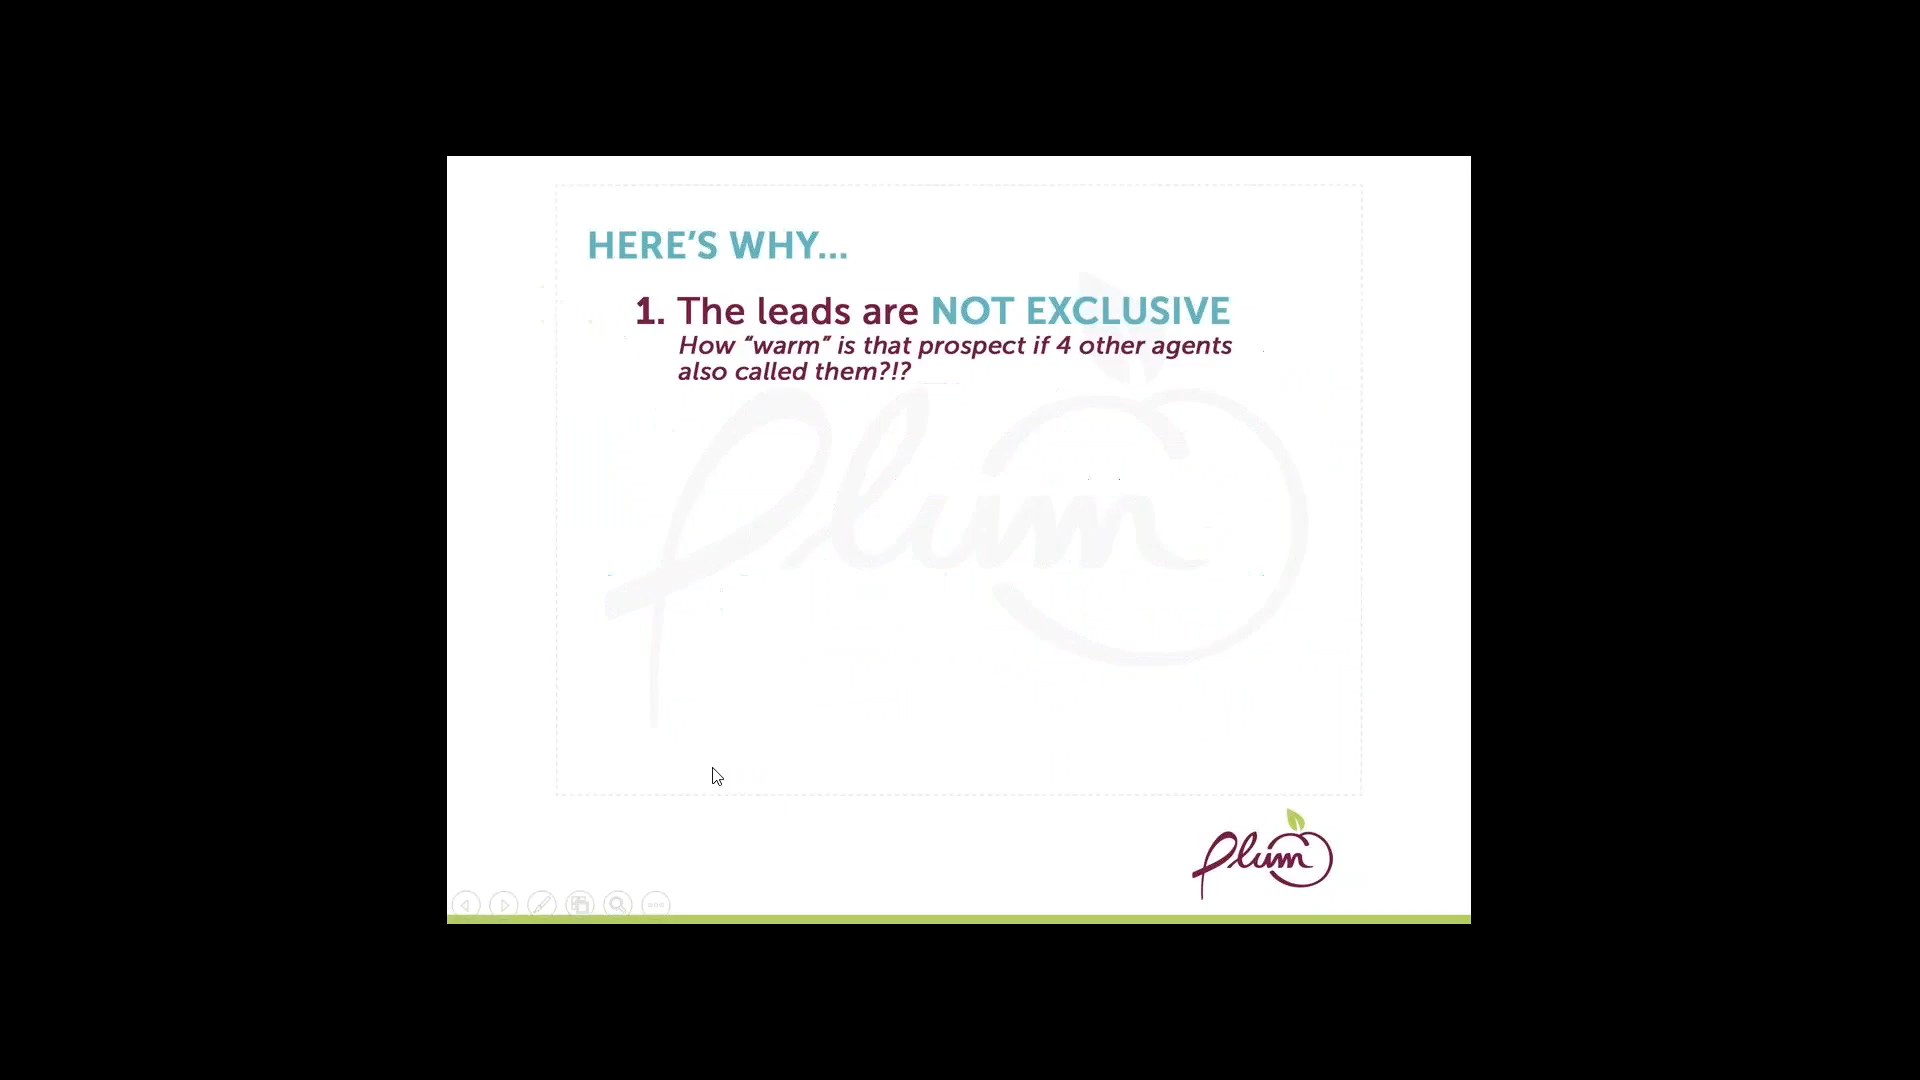 HERE’S WHY...
1. The leads are NOT EXCLUSIVE
How “warm” is that prospect if 4 other agents
also called them?!?
Plum
plum